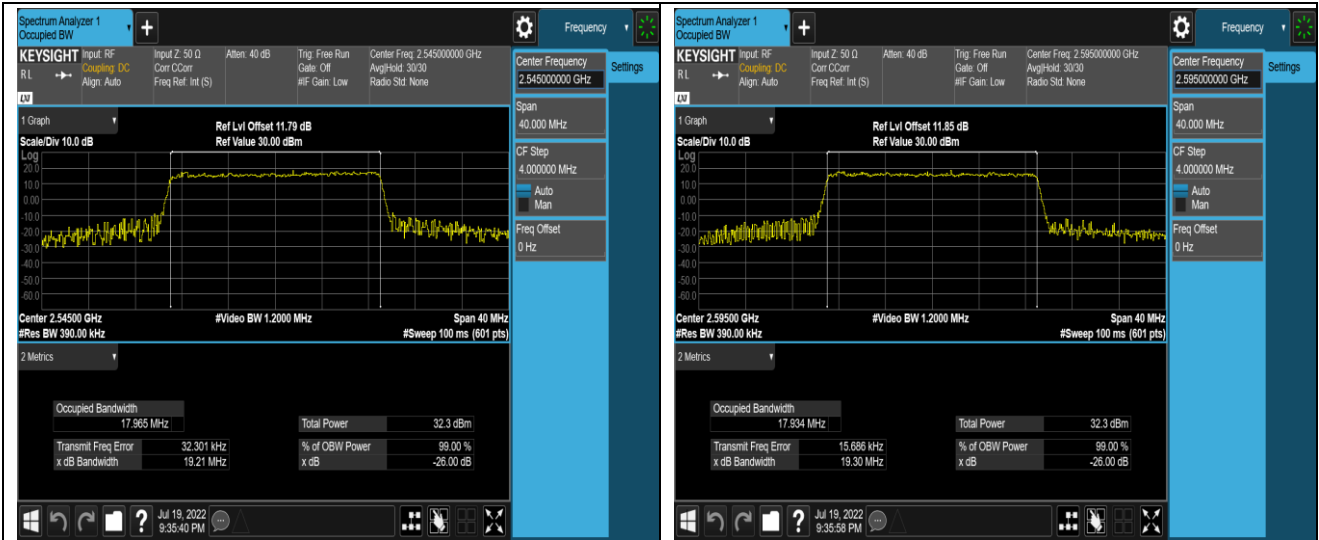 Spectrum Analyzer 1
Occupied BW
Frequency
KEYSIGHT Input: RF
Coupling: DC
Align: Auto
Input Z: 50 Ω
Corr CCorr
Freq Ref: Int (S)
Atten: 40 dB
Trig: Free Run
Gate: Off
#IF Gain: Low
Center Freq: 2.545000000 GHz
Avg|Hold: 30/30
Radio Std: None
RL
LXI
Center Frequency
2.545000000 GHz
Settings
Span
40.000 MHz
CF Step
4.000000 MHz
Auto
Man
Freq Offset
0 Hz
1 Graph
Ref Lvl Offset 11.79 dB
Scale/Div 10.0 dB
Ref Value 30.00 dBm
Log
20.0
10.0
0.00
-10.0
-20.0
-30.0
-40.0
-50.0
-60.0
Center 2.54500 GHz
#Video BW 1.2000 MHz
Span 40 MHz
#Res BW 390.00 kHz
#Sweep 100 ms (601 pts)
2 Metrics
Occupied Bandwidth
17.965 MHz
Total Power 32.3 dBm
Transmit Freq Error 32.301 kHz
% of OBW Power 99.00 %
x dB Bandwidth 19.21 MHz
x dB -26.00 dB
Jul 19, 2022
9:35:40 PM
Spectrum Analyzer 1
Occupied BW
Frequency
KEYSIGHT Input: RF
Coupling: DC
Align: Auto
Input Z: 50 Ω
Corr CCorr
Freq Ref: Int (S)
Atten: 40 dB
Trig: Free Run
Gate: Off
#IF Gain: Low
Center Freq: 2.595000000 GHz
Avg|Hold: 30/30
Radio Std: None
RL
LXI
Center Frequency
2.595000000 GHz
Settings
Span
40.000 MHz
CF Step
4.000000 MHz
Auto
Man
Freq Offset
0 Hz
1 Graph
Ref Lvl Offset 11.85 dB
Scale/Div 10.0 dB
Ref Value 30.00 dBm
Log
20.0
10.0
0.00
-10.0
-20.0
-30.0
-40.0
-50.0
-60.0
Center 2.59500 GHz
#Video BW 1.2000 MHz
Span 40 MHz
#Res BW 390.00 kHz
#Sweep 100 ms (601 pts)
2 Metrics
Occupied Bandwidth
17.934 MHz
Total Power 32.3 dBm
Transmit Freq Error 15.686 kHz
% of OBW Power 99.00 %
x dB Bandwidth 19.30 MHz
x dB -26.00 dB
Jul 19, 2022
9:35:58 PM